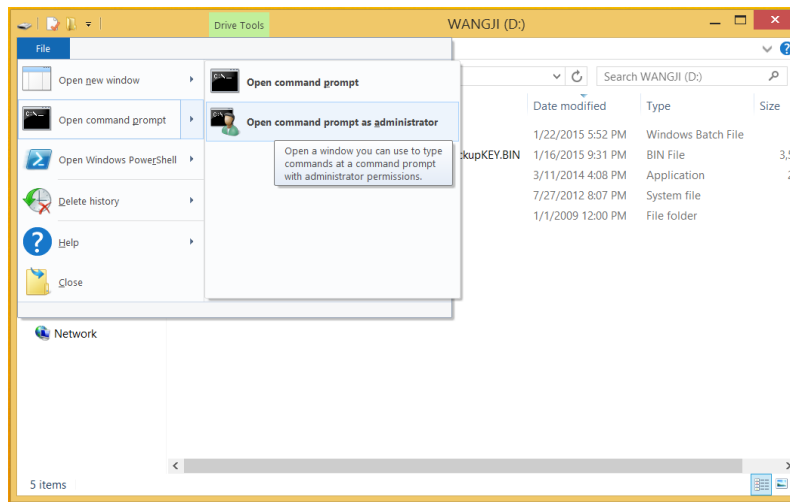 Drive Tools
WANGJI (D:)
File
Search WANGJI (D:)
Open new window
Open command prompt
Open Windows PowerShell
Delete history
Help
Close
Open command prompt
Open command prompt as administrator
Open a window you can use to type
commands at a command prompt
with administrator permissions.
Date modified Type Size
1/22/2015 5:52 PM Windows Batch File
ckupKEY.BIN 1/16/2015 9:31 PM BIN File 3,5
3/11/2014 4:08 PM Application
7/27/2012 8:07 PM System file
1/1/2009 12:00 PM File folder
Network
5 items